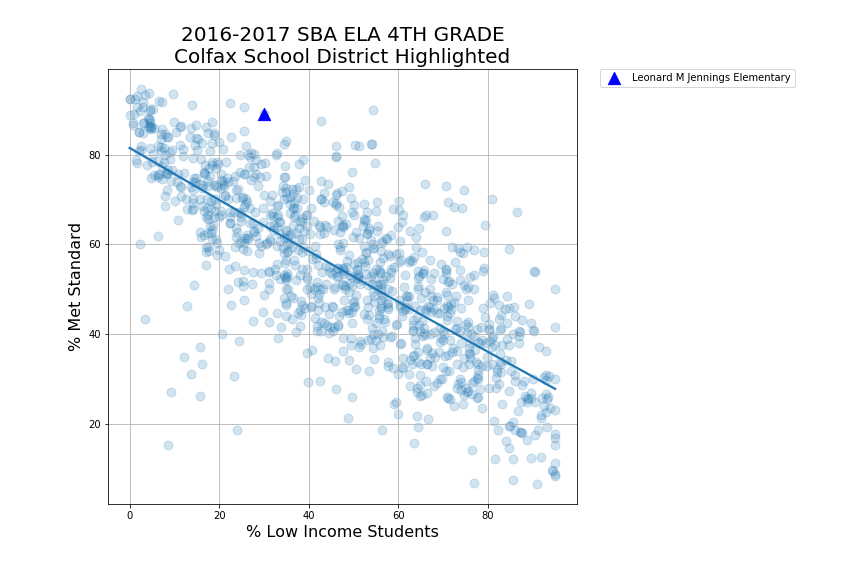 2016-2017 SBA ELA 4TH GRADE
Colfax School District Highlighted
Leonard M Jennings Elementary
% Met Standard
80
60
40
20
0 20 40 60 80
% Low Income Students